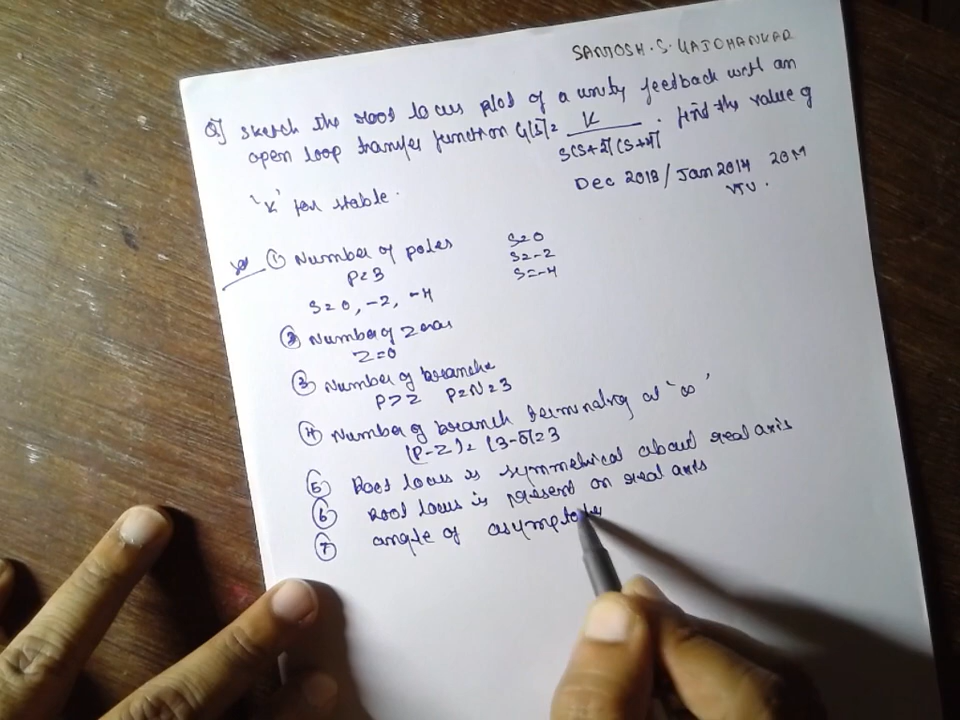 SANTOSH.S.GAJOHANKAR
Q] Sketch the root locus plot of a unity feedback with an
open loop transfer function G(S)= K / S(S+2)(S+4) . find the value of
'K' for stable.
Dec 2013/Jan 2014 20M
VTU.
① Number of poles
P=3
S=0, -2, -4
S=0
S=-2
S=-4
② Number of Zeros
Z=0
③ Number of branche
P>Z P=N=3
④ Number of branch terminating at '∞'
(P-Z)= (3-0)=3
⑤ Root locus is symmetrical about real axis
⑥ Root locus is present on real axis
⑦ angle of asymptote